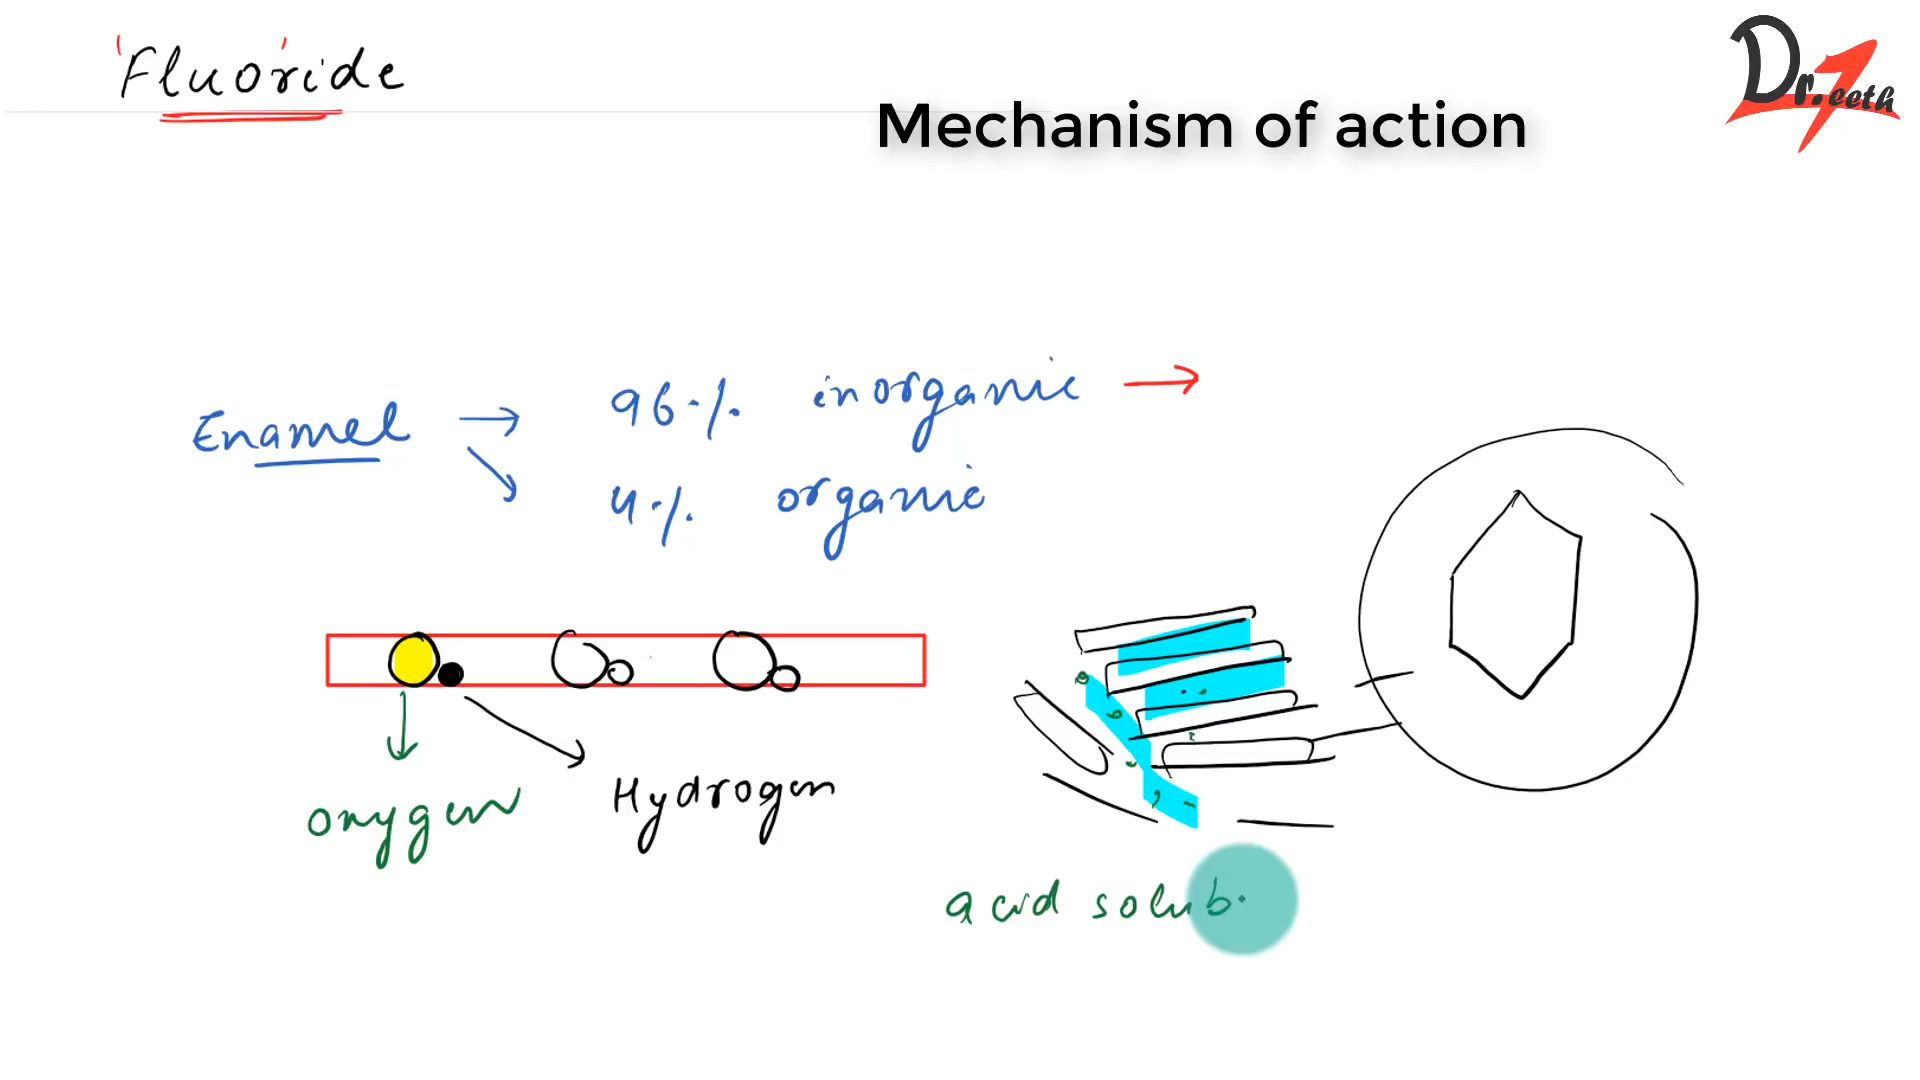 Fluoride
Dr. Teeth
Mechanism of action
Enamel → 96% inorganic →
4% organic
oxygen
Hydrogen
acid solub.